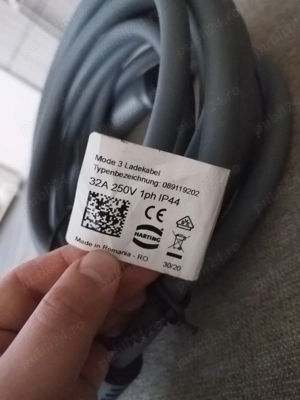 Mode 3 Ladekabel
Typenbezeichnung: 089119202
32A 250V 1ph IP44
CE
HARTING
Made in Romania - RO
30/20